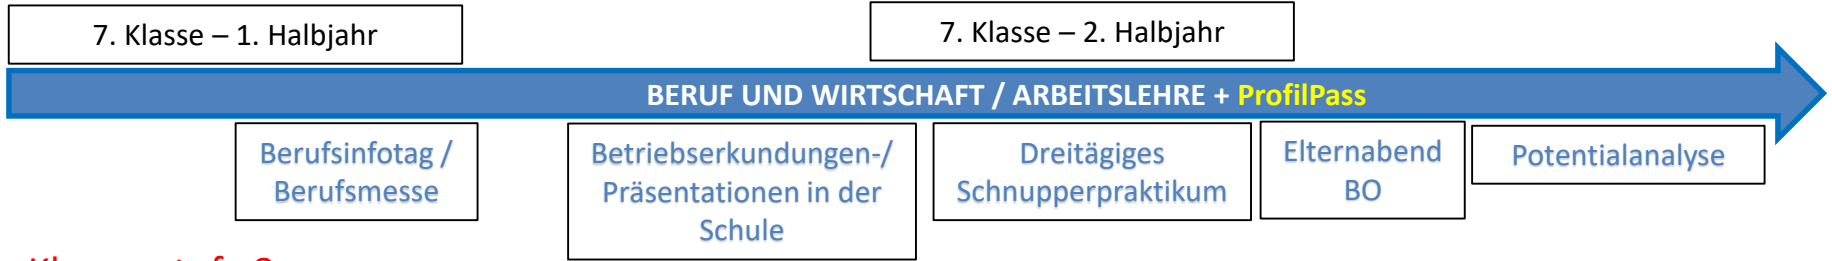 7. Klasse – 1. Halbjahr
7. Klasse – 2. Halbjahr
BERUF UND WIRTSCHAFT / ARBEITSLEHRE + ProfilPass
Berufsinfotag /
Berufsmesse
Betriebserkundungen-/
Präsentationen in der
Schule
Dreitägiges
Schnupperpraktikum
Elternabend
BO
Potentialanalyse